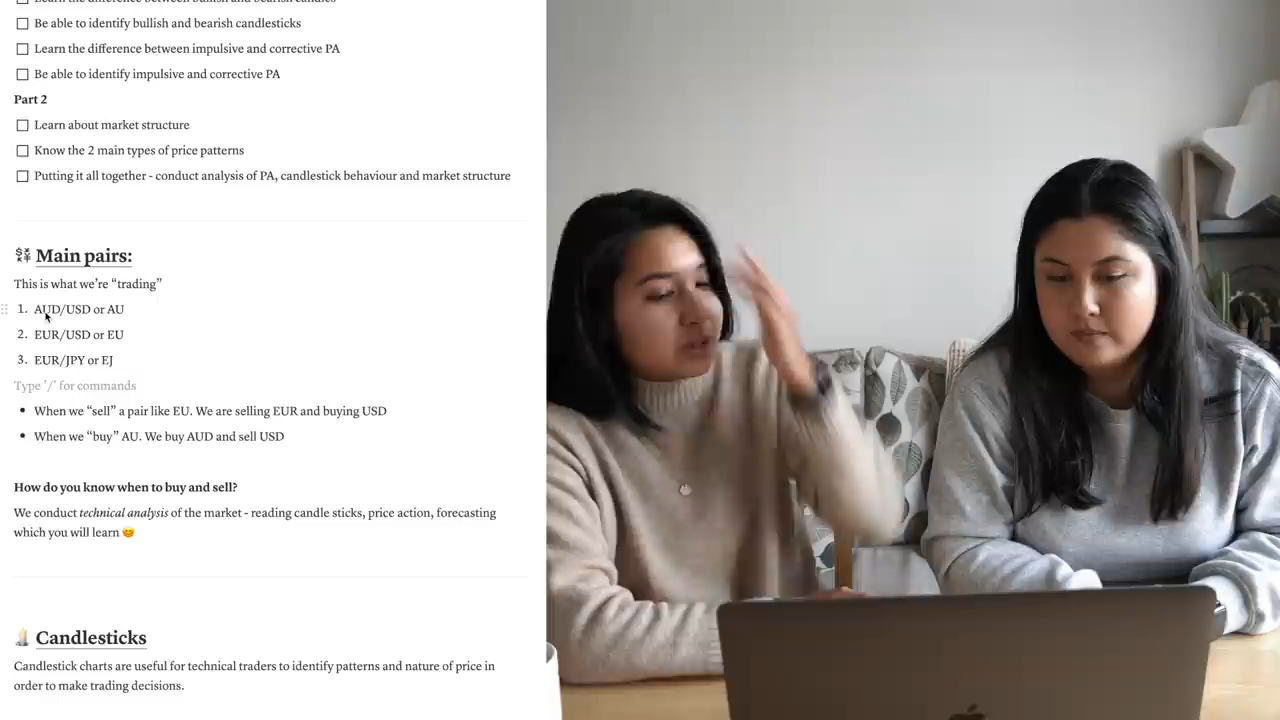 Be able to identify bullish and bearish candlesticks
Learn the difference between impulsive and corrective PA
Be able to identify impulsive and corrective PA
Part 2
Learn about market structure
Know the 2 main types of price patterns
Putting it all together - conduct analysis of PA, candlestick behaviour and market structure
Main pairs:
This is what we're “trading”
1. AUD/USD or AU
2. EUR/USD or EU
3. EUR/JPY or EJ
Type '/' for commands
• When we “sell” a pair like EU. We are selling EUR and buying USD
• When we “buy” AU. We buy AUD and sell USD
How do you know when to buy and sell?
We conduct technical analysis of the market - reading candle sticks, price action, forecasting
which you will learn 😊
Candlesticks
Candlestick charts are useful for technical traders to identify patterns and nature of price in
order to make trading decisions.